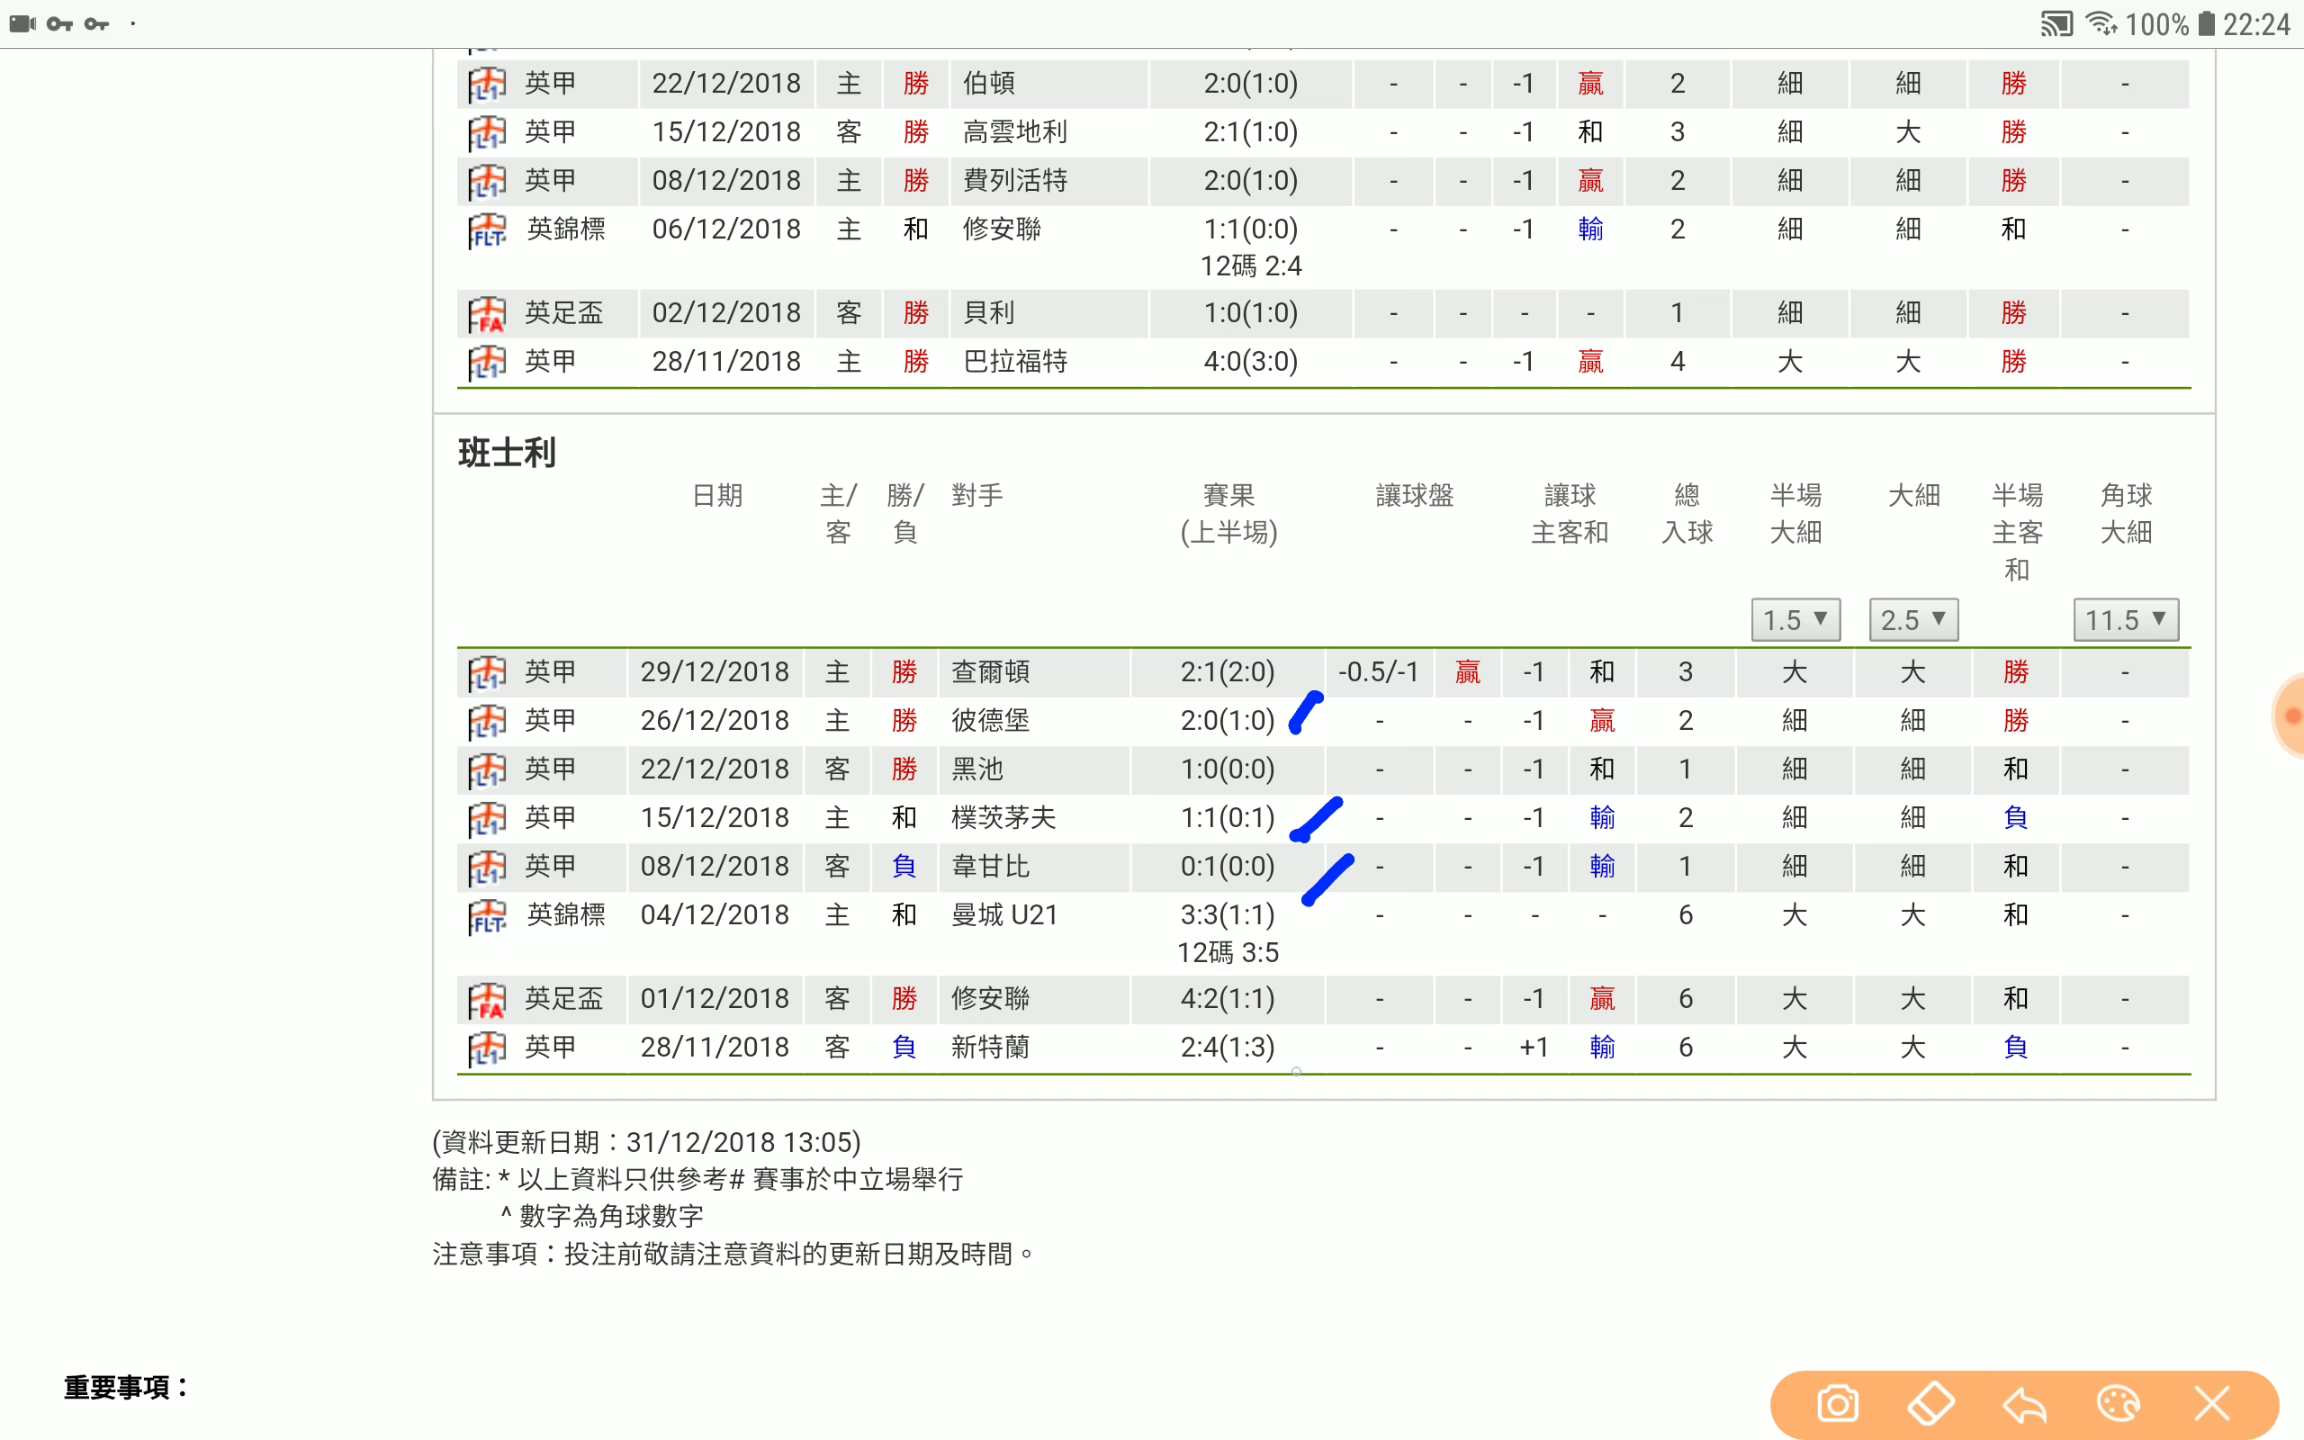 100% 22:24
L1 英甲 22/12/2018 主 勝 伯頓 2:0(1:0) - - -1 贏 2 細 細 勝 -
L1 英甲 15/12/2018 客 勝 高雲地利 2:1(1:0) - - -1 和 3 細 大 勝 -
L1 英甲 08/12/2018 主 勝 費列活特 2:0(1:0) - - -1 贏 2 細 細 勝 -
FLT 英錦標 06/12/2018 主 和 修安聯 1:1(0:0) - - -1 輸 2 細 細 和 -
12碼 2:4
FA 英足盃 02/12/2018 客 勝 貝利 1:0(1:0) - - - - 1 細 細 勝 -
L1 英甲 28/11/2018 主 勝 巴拉福特 4:0(3:0) - - -1 贏 4 大 大 勝 -
班士利
日期 主/ 勝/ 對手 賽果 讓球盤 讓球 總 半場 大細 半場 角球
客 負 (上半場) 主客和 入球 大細 主客 大細
和
1.5 ▼ 2.5 ▼ 11.5 ▼
L1 英甲 29/12/2018 主 勝 查爾頓 2:1(2:0) -0.5/-1 贏 -1 和 3 大 大 勝 -
L1 英甲 26/12/2018 主 勝 彼德堡 2:0(1:0) - - -1 贏 2 細 細 勝 -
L1 英甲 22/12/2018 客 勝 黑池 1:0(0:0) - - -1 和 1 細 細 和 -
L1 英甲 15/12/2018 主 和 樸茨茅夫 1:1(0:1) - - -1 輸 2 細 細 負 -
L1 英甲 08/12/2018 客 負 韋甘比 0:1(0:0) - - -1 輸 1 細 細 和 -
FLT 英錦標 04/12/2018 主 和 曼城 U21 3:3(1:1) - - - - 6 大 大 和 -
12碼 3:5
FA 英足盃 01/12/2018 客 勝 修安聯 4:2(1:1) - - -1 贏 6 大 大 和 -
L1 英甲 28/11/2018 客 負 新特蘭 2:4(1:3) - - +1 輸 6 大 大 負 -
(資料更新日期：31/12/2018 13:05)
備註: * 以上資料只供參考# 賽事於中立場舉行
^ 數字為角球數字
注意事項：投注前敬請注意資料的更新日期及時間。
重要事項：